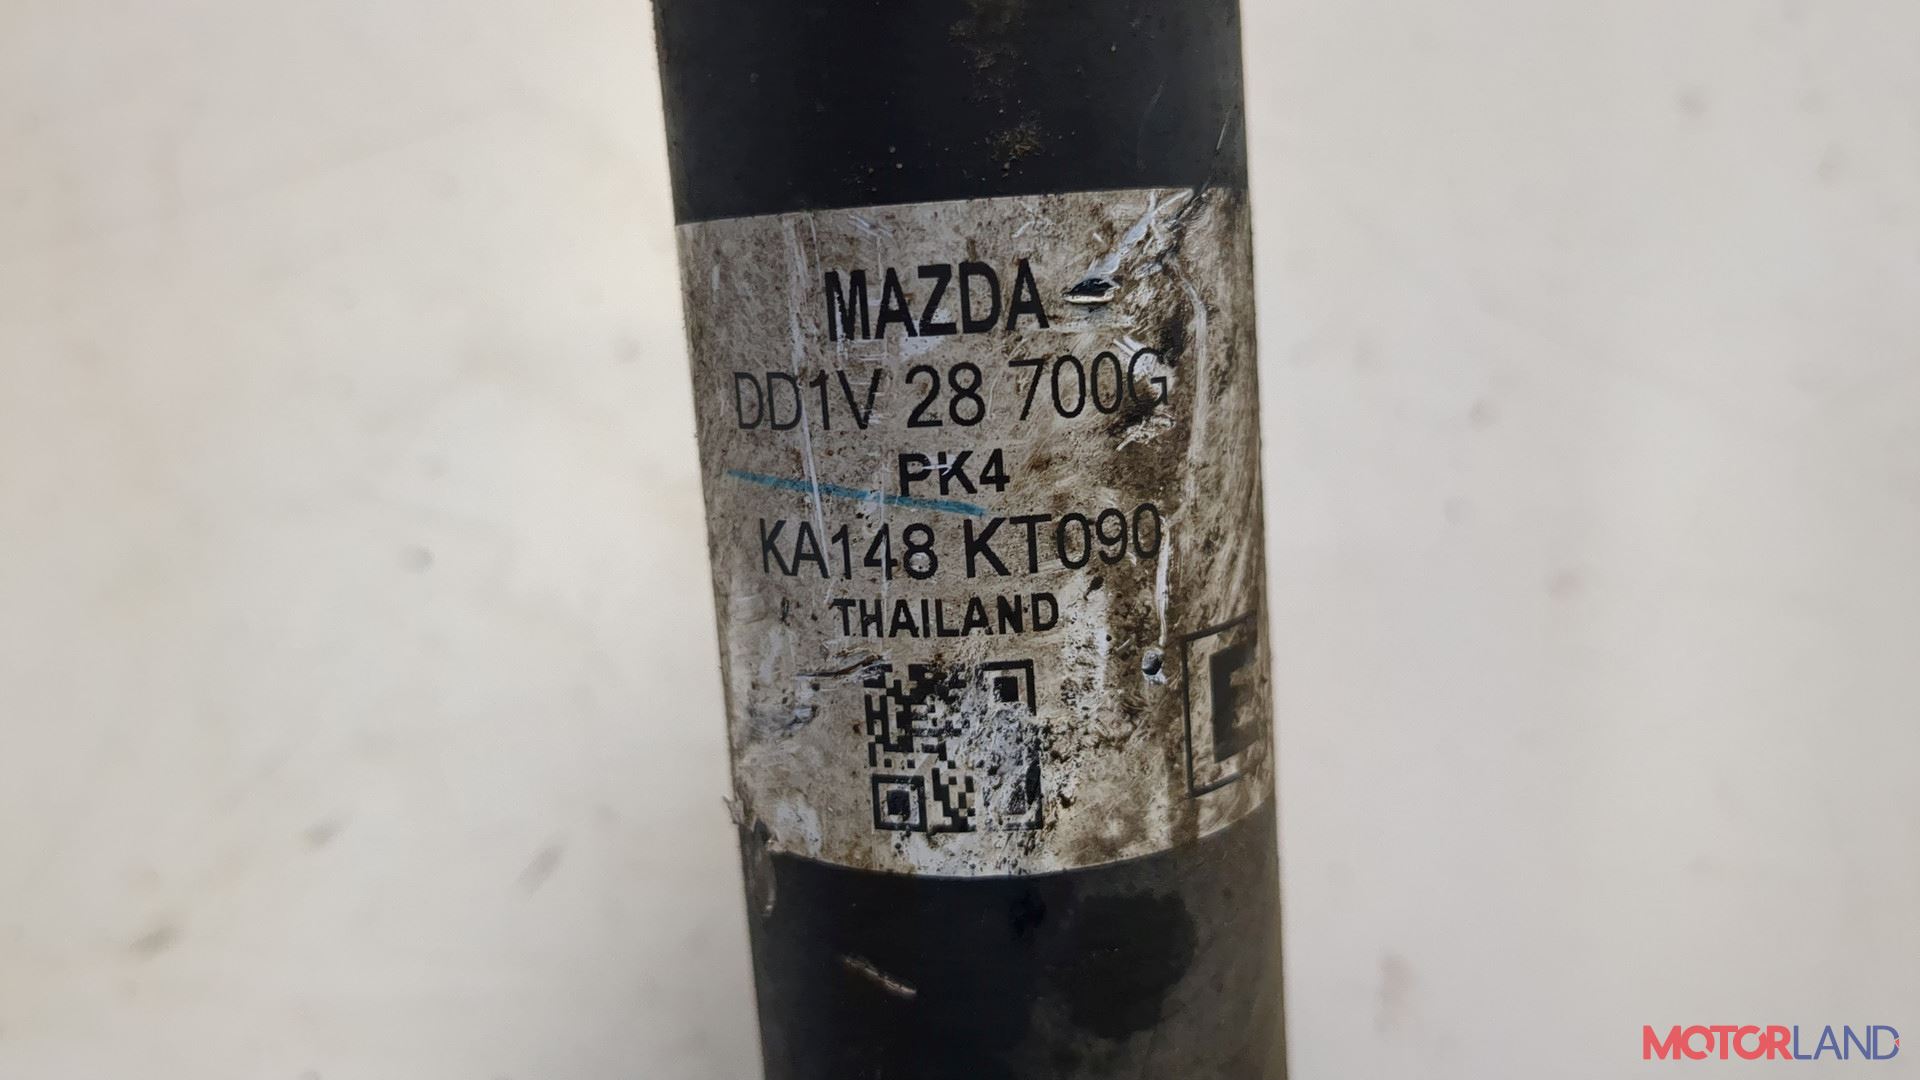 MAZDA
DD1V 28 700G
PK4
KA148 KT090
THAILAND
E
MOTORLAND